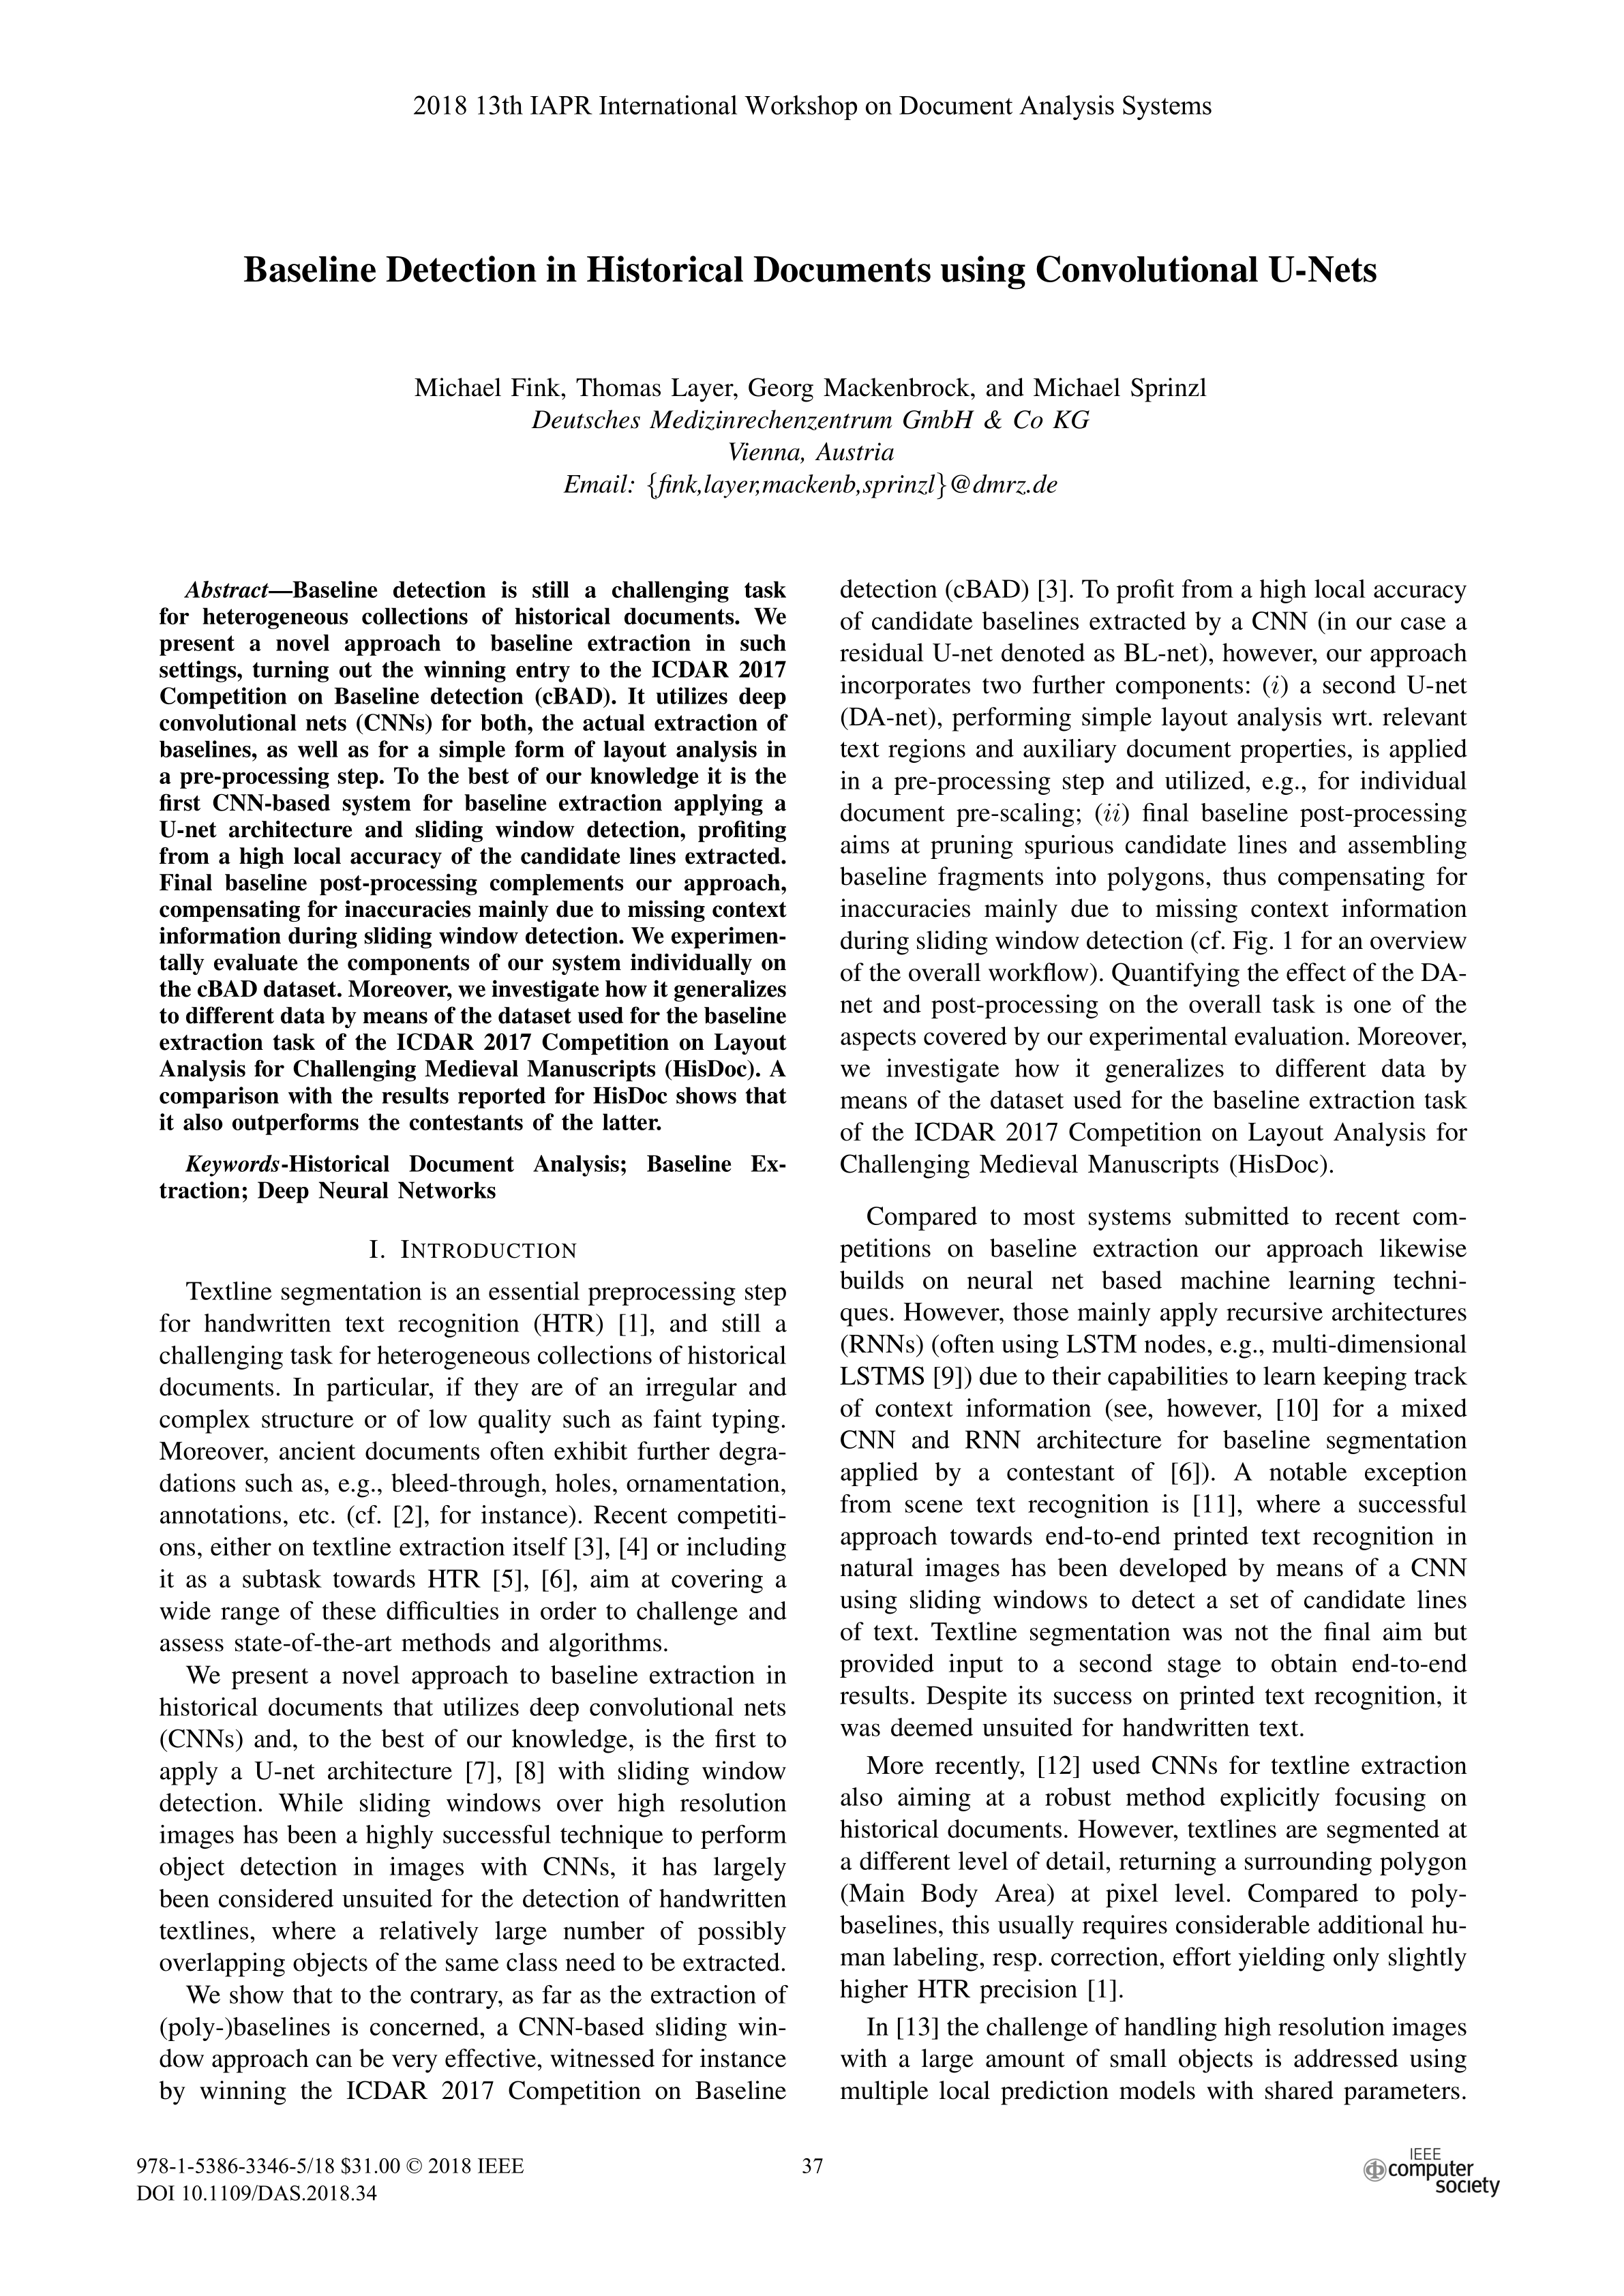 2018 13th IAPR International Workshop on Document Analysis Systems
Baseline Detection in Historical Documents using Convolutional U-Nets
Michael Fink, Thomas Layer, Georg Mackenbrock, and Michael Sprinzl
Deutsches Medizinrechenzentrum GmbH & Co KG
Vienna, Austria
Email: {fink,layer,mackenb,sprinzl}@dmrz.de
Abstract—Baseline detection is still a challenging task
for heterogeneous collections of historical documents. We
present a novel approach to baseline extraction in such
settings, turning out the winning entry to the ICDAR 2017
Competition on Baseline detection (cBAD). It utilizes deep
convolutional nets (CNNs) for both, the actual extraction of
baselines, as well as for a simple form of layout analysis in
a pre-processing step. To the best of our knowledge it is the
first CNN-based system for baseline extraction applying a
U-net architecture and sliding window detection, profiting
from a high local accuracy of the candidate lines extracted.
Final baseline post-processing complements our approach,
compensating for inaccuracies mainly due to missing context
information during sliding window detection. We experimen-
tally evaluate the components of our system individually on
the cBAD dataset. Moreover, we investigate how it generalizes
to different data by means of the dataset used for the baseline
extraction task of the ICDAR 2017 Competition on Layout
Analysis for Challenging Medieval Manuscripts (HisDoc). A
comparison with the results reported for HisDoc shows that
it also outperforms the contestants of the latter.
Keywords-Historical Document Analysis; Baseline Ex-
traction; Deep Neural Networks
I. INTRODUCTION
Textline segmentation is an essential preprocessing step
for handwritten text recognition (HTR) [1], and still a
challenging task for heterogeneous collections of historical
documents. In particular, if they are of an irregular and
complex structure or of low quality such as faint typing.
Moreover, ancient documents often exhibit further degra-
dations such as, e.g., bleed-through, holes, ornamentation,
annotations, etc. (cf. [2], for instance). Recent competiti-
ons, either on textline extraction itself [3], [4] or including
it as a subtask towards HTR [5], [6], aim at covering a
wide range of these difficulties in order to challenge and
assess state-of-the-art methods and algorithms.
We present a novel approach to baseline extraction in
historical documents that utilizes deep convolutional nets
(CNNs) and, to the best of our knowledge, is the first to
apply a U-net architecture [7], [8] with sliding window
detection. While sliding windows over high resolution
images has been a highly successful technique to perform
object detection in images with CNNs, it has largely
been considered unsuited for the detection of handwritten
textlines, where a relatively large number of possibly
overlapping objects of the same class need to be extracted.
We show that to the contrary, as far as the extraction of
(poly-)baselines is concerned, a CNN-based sliding win-
dow approach can be very effective, witnessed for instance
by winning the ICDAR 2017 Competition on Baseline
detection (cBAD) [3]. To profit from a high local accuracy
of candidate baselines extracted by a CNN (in our case a
residual U-net denoted as BL-net), however, our approach
incorporates two further components: (i) a second U-net
(DA-net), performing simple layout analysis wrt. relevant
text regions and auxiliary document properties, is applied
in a pre-processing step and utilized, e.g., for individual
document pre-scaling; (ii) final baseline post-processing
aims at pruning spurious candidate lines and assembling
baseline fragments into polygons, thus compensating for
inaccuracies mainly due to missing context information
during sliding window detection (cf. Fig. 1 for an overview
of the overall workflow). Quantifying the effect of the DA-
net and post-processing on the overall task is one of the
aspects covered by our experimental evaluation. Moreover,
we investigate how it generalizes to different data by
means of the dataset used for the baseline extraction task
of the ICDAR 2017 Competition on Layout Analysis for
Challenging Medieval Manuscripts (HisDoc).
Compared to most systems submitted to recent com-
petitions on baseline extraction our approach likewise
builds on neural net based machine learning techni-
ques. However, those mainly apply recursive architectures
(RNNs) (often using LSTM nodes, e.g., multi-dimensional
LSTMS [9]) due to their capabilities to learn keeping track
of context information (see, however, [10] for a mixed
CNN and RNN architecture for baseline segmentation
applied by a contestant of [6]). A notable exception
from scene text recognition is [11], where a successful
approach towards end-to-end printed text recognition in
natural images has been developed by means of a CNN
using sliding windows to detect a set of candidate lines
of text. Textline segmentation was not the final aim but
provided input to a second stage to obtain end-to-end
results. Despite its success on printed text recognition, it
was deemed unsuited for handwritten text.
More recently, [12] used CNNs for textline extraction
also aiming at a robust method explicitly focusing on
historical documents. However, textlines are segmented at
a different level of detail, returning a surrounding polygon
(Main Body Area) at pixel level. Compared to poly-
baselines, this usually requires considerable additional hu-
man labeling, resp. correction, effort yielding only slightly
higher HTR precision [1].
In [13] the challenge of handling high resolution images
with a large amount of small objects is addressed using
multiple local prediction models with shared parameters.
978-1-5386-3346-5/18 $31.00 © 2018 IEEE
DOI 10.1109/DAS.2018.34
37
IEEE
computer
society